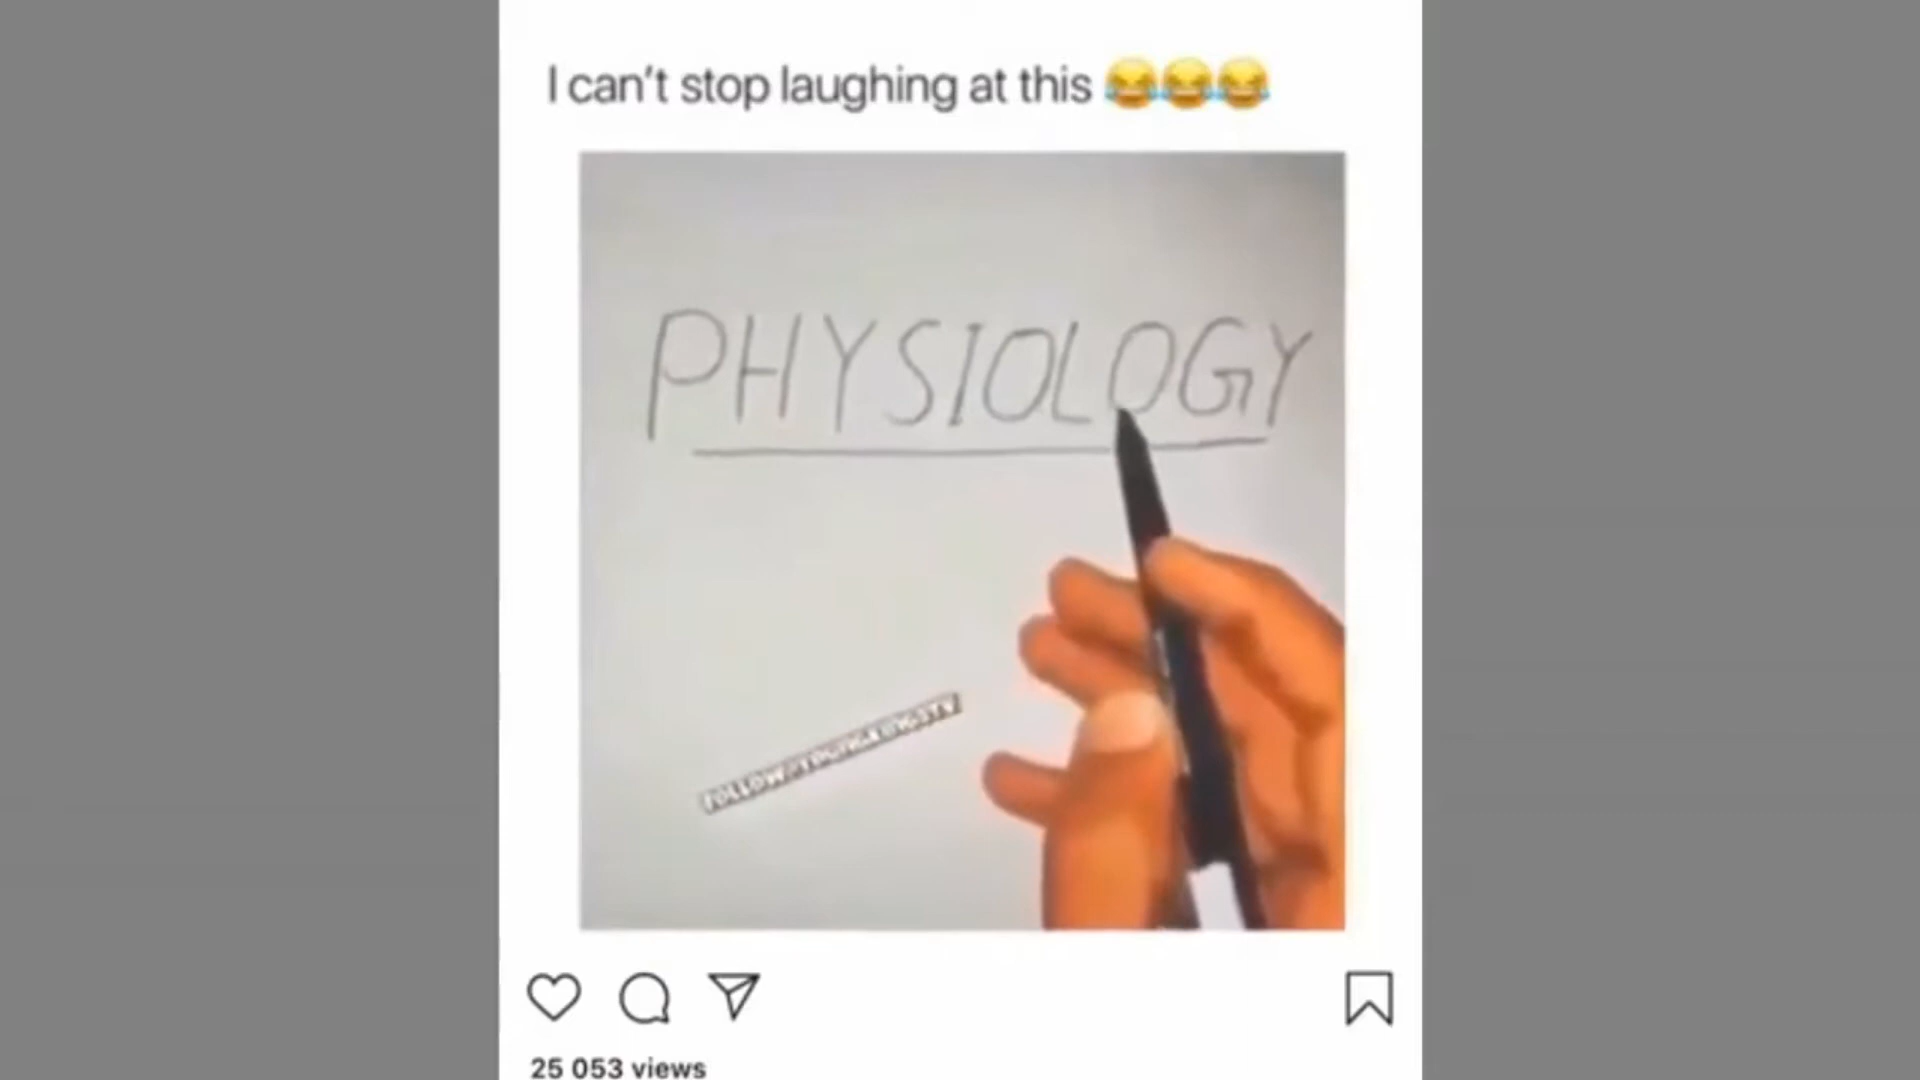 I can't stop laughing at this 😂😂😂
PHYSIOLOGY
25 053 views